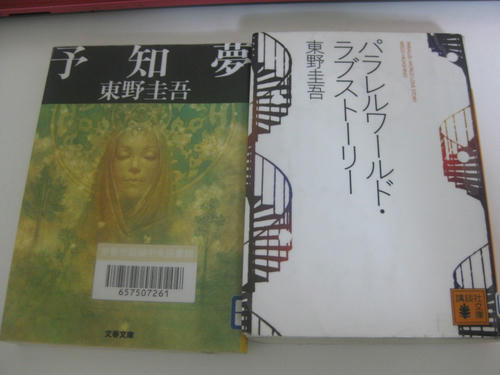 予知夢
東野圭吾
657507261
文春文庫
パラレルワールド・
ラブストーリー
東野圭吾
講談社
文庫